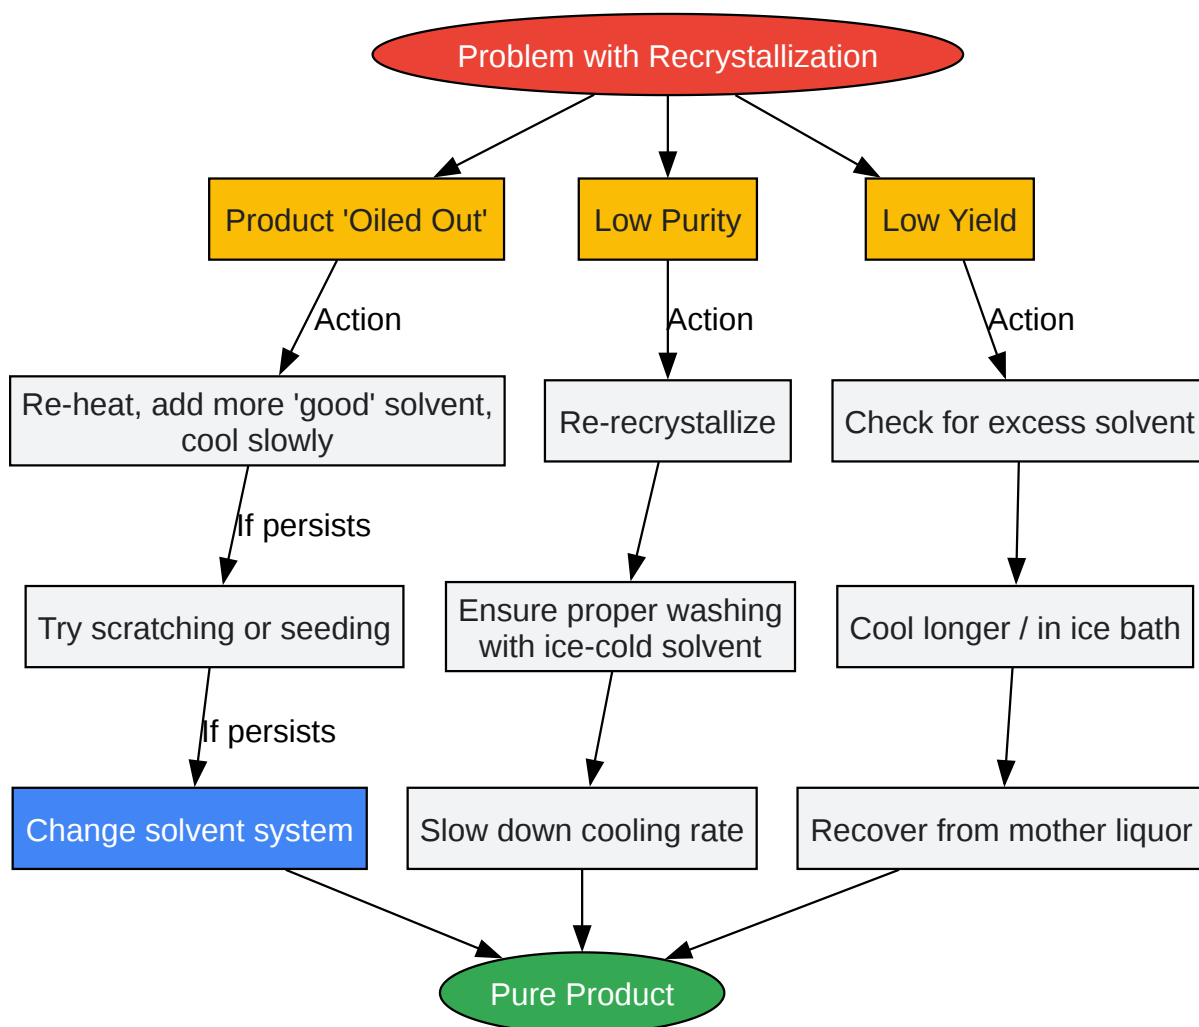 Problem with Recrystallization
Product 'Oiled Out'
Low Purity
Low Yield
Action
Action
Action
Re-heat, add more 'good' solvent,
cool slowly
Re-recrystallize
Check for excess solvent
If persists
Try scratching or seeding
Ensure proper washing
with ice-cold solvent
Cool longer / in ice bath
If persists
Change solvent system
Slow down cooling rate
Recover from mother liquor
Pure Product